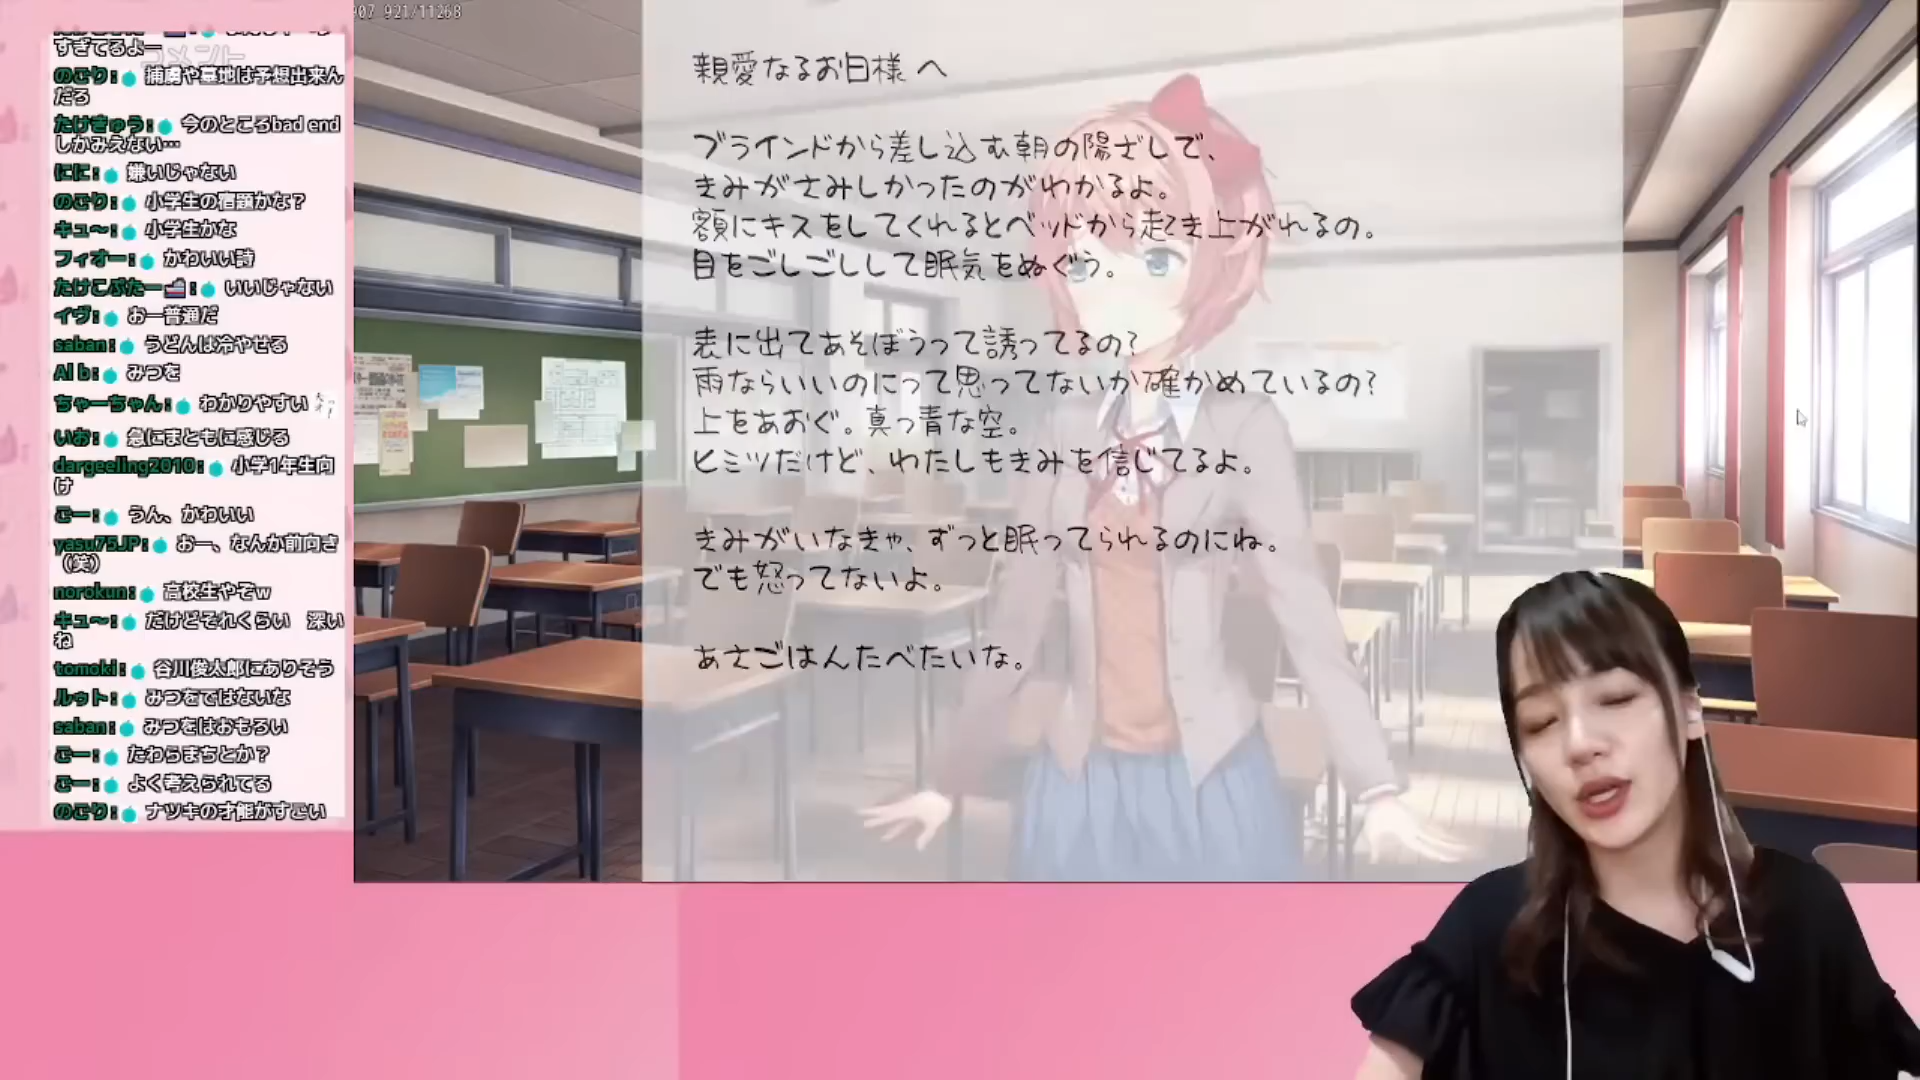 907 921/11268
すぎてるよー
コメント
のごり: 捕虜や墓地は予想出来ん
だろ
たけきゅう: 今のところbad end
しかみえない…
にに: 嫌いじゃない
のごり: 小学生の宿題かな？
キュ〜: 小学生かな
フィオー: かわいい詩
たけこぷたー: いいじゃない
イヴ: おー普通だ
saban: うどんは冷やせる
Al b: みつを
ちゃーちゃん: わかりやすい
いお: 急にまともに感じる
dargeeling2010: 小学1年生向
け
ごー: うん、かわいい
yasu75JP: おー、なんか前向き
（笑）
norokun: 高校生やぞw
キュ〜: だけどそれくらい　深い
ね
tomoki: 谷川俊太郎にありそう
ルゥト: みつをではないな
saban: みつをはおもろい
ごー: たわらまちとか？
ごー: よく考えられてる
のごり: ナツキの才能がすごい
親愛なるお日様 へ
ブラインドから差し込む朝の陽ざしで、
きみがさみしかったのがわかるよ。
額にキスをしてくれるとベッドから起き上がれるの。
目をごしごしして眠気をぬぐう。
表に出てあそぼうって誘ってるの?
雨ならいいのにって思ってないか確かめているの?
上をあおぐ。真っ青な空。
ヒミツだけど、わたしもきみを信じてるよ。
きみがいなきゃ、ずっと眠ってられるのにね。
でも怒ってないよ。
あさごはんたべたいな。